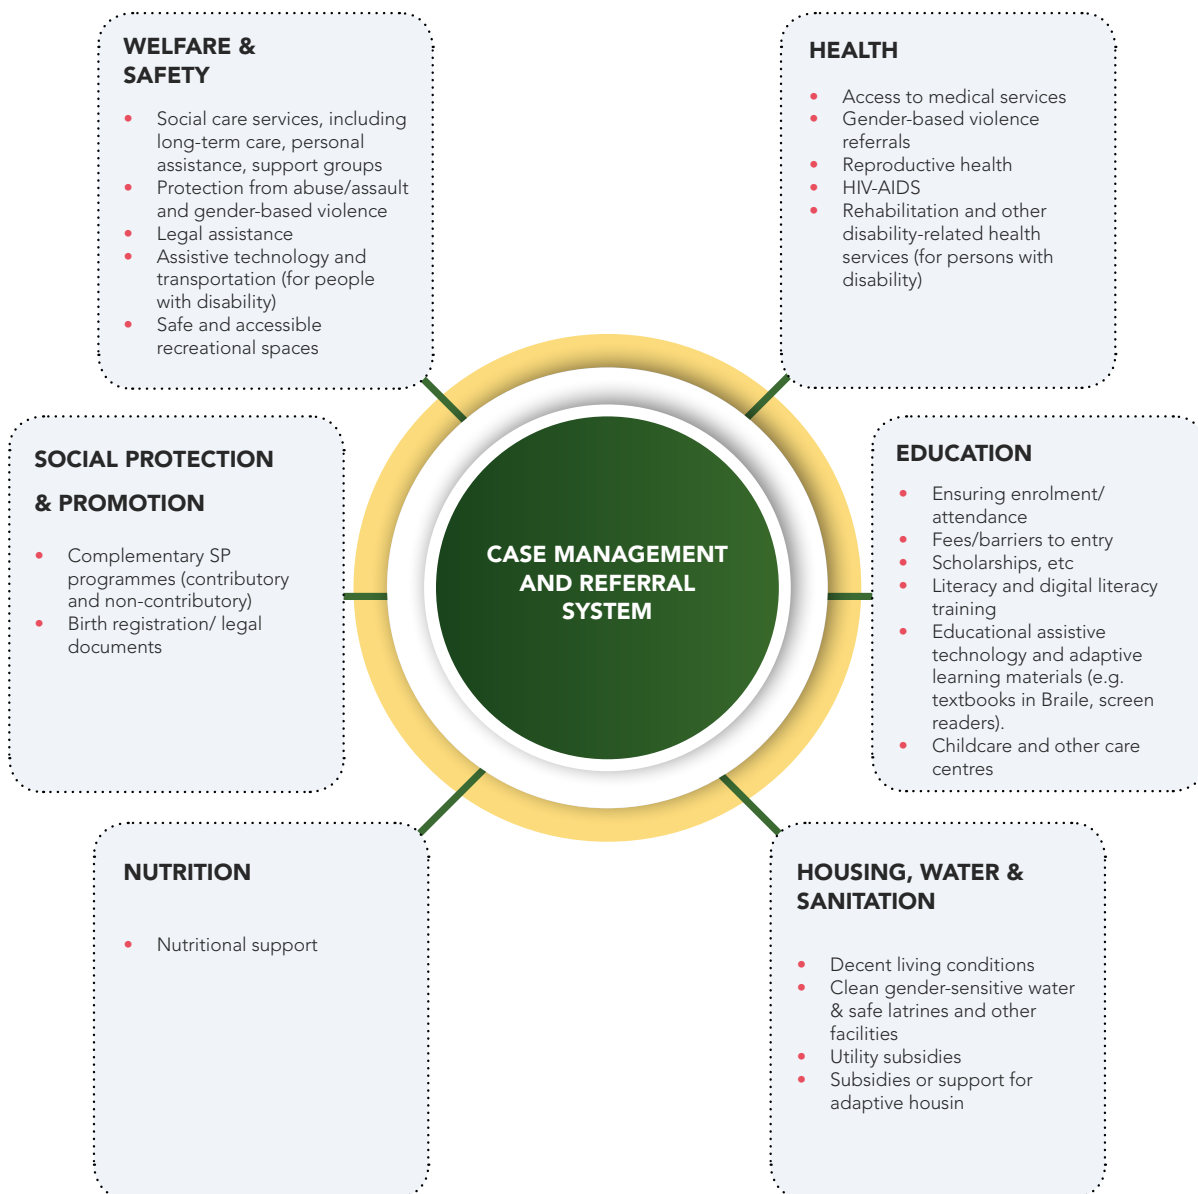 WELFARE &
SAFETY
• Social care services, including
long-term care, personal
assistance, support groups
• Protection from abuse/assault
and gender-based violence
• Legal assistance
• Assistive technology and
transportation (for people
with disability)
• Safe and accessible
recreational spaces
HEALTH
• Access to medical services
• Gender-based violence
referrals
• Reproductive health
• HIV-AIDS
• Rehabilitation and other
disability-related health
services (for persons with
disability)
SOCIAL PROTECTION
& PROMOTION
• Complementary SP
programmes (contributory
and non-contributory)
• Birth registration/ legal
documents
CASE MANAGEMENT
AND REFERRAL
SYSTEM
EDUCATION
• Ensuring enrolment/
attendance
• Fees/barriers to entry
• Scholarships, etc
• Literacy and digital literacy
training
• Educational assistive
technology and adaptive
learning materials (e.g.
textbooks in Braile, screen
readers).
• Childcare and other care
centres
NUTRITION
• Nutritional support
HOUSING, WATER &
SANITATION
• Decent living conditions
• Clean gender-sensitive water
& safe latrines and other
facilities
• Utility subsidies
• Subsidies or support for
adaptive housin